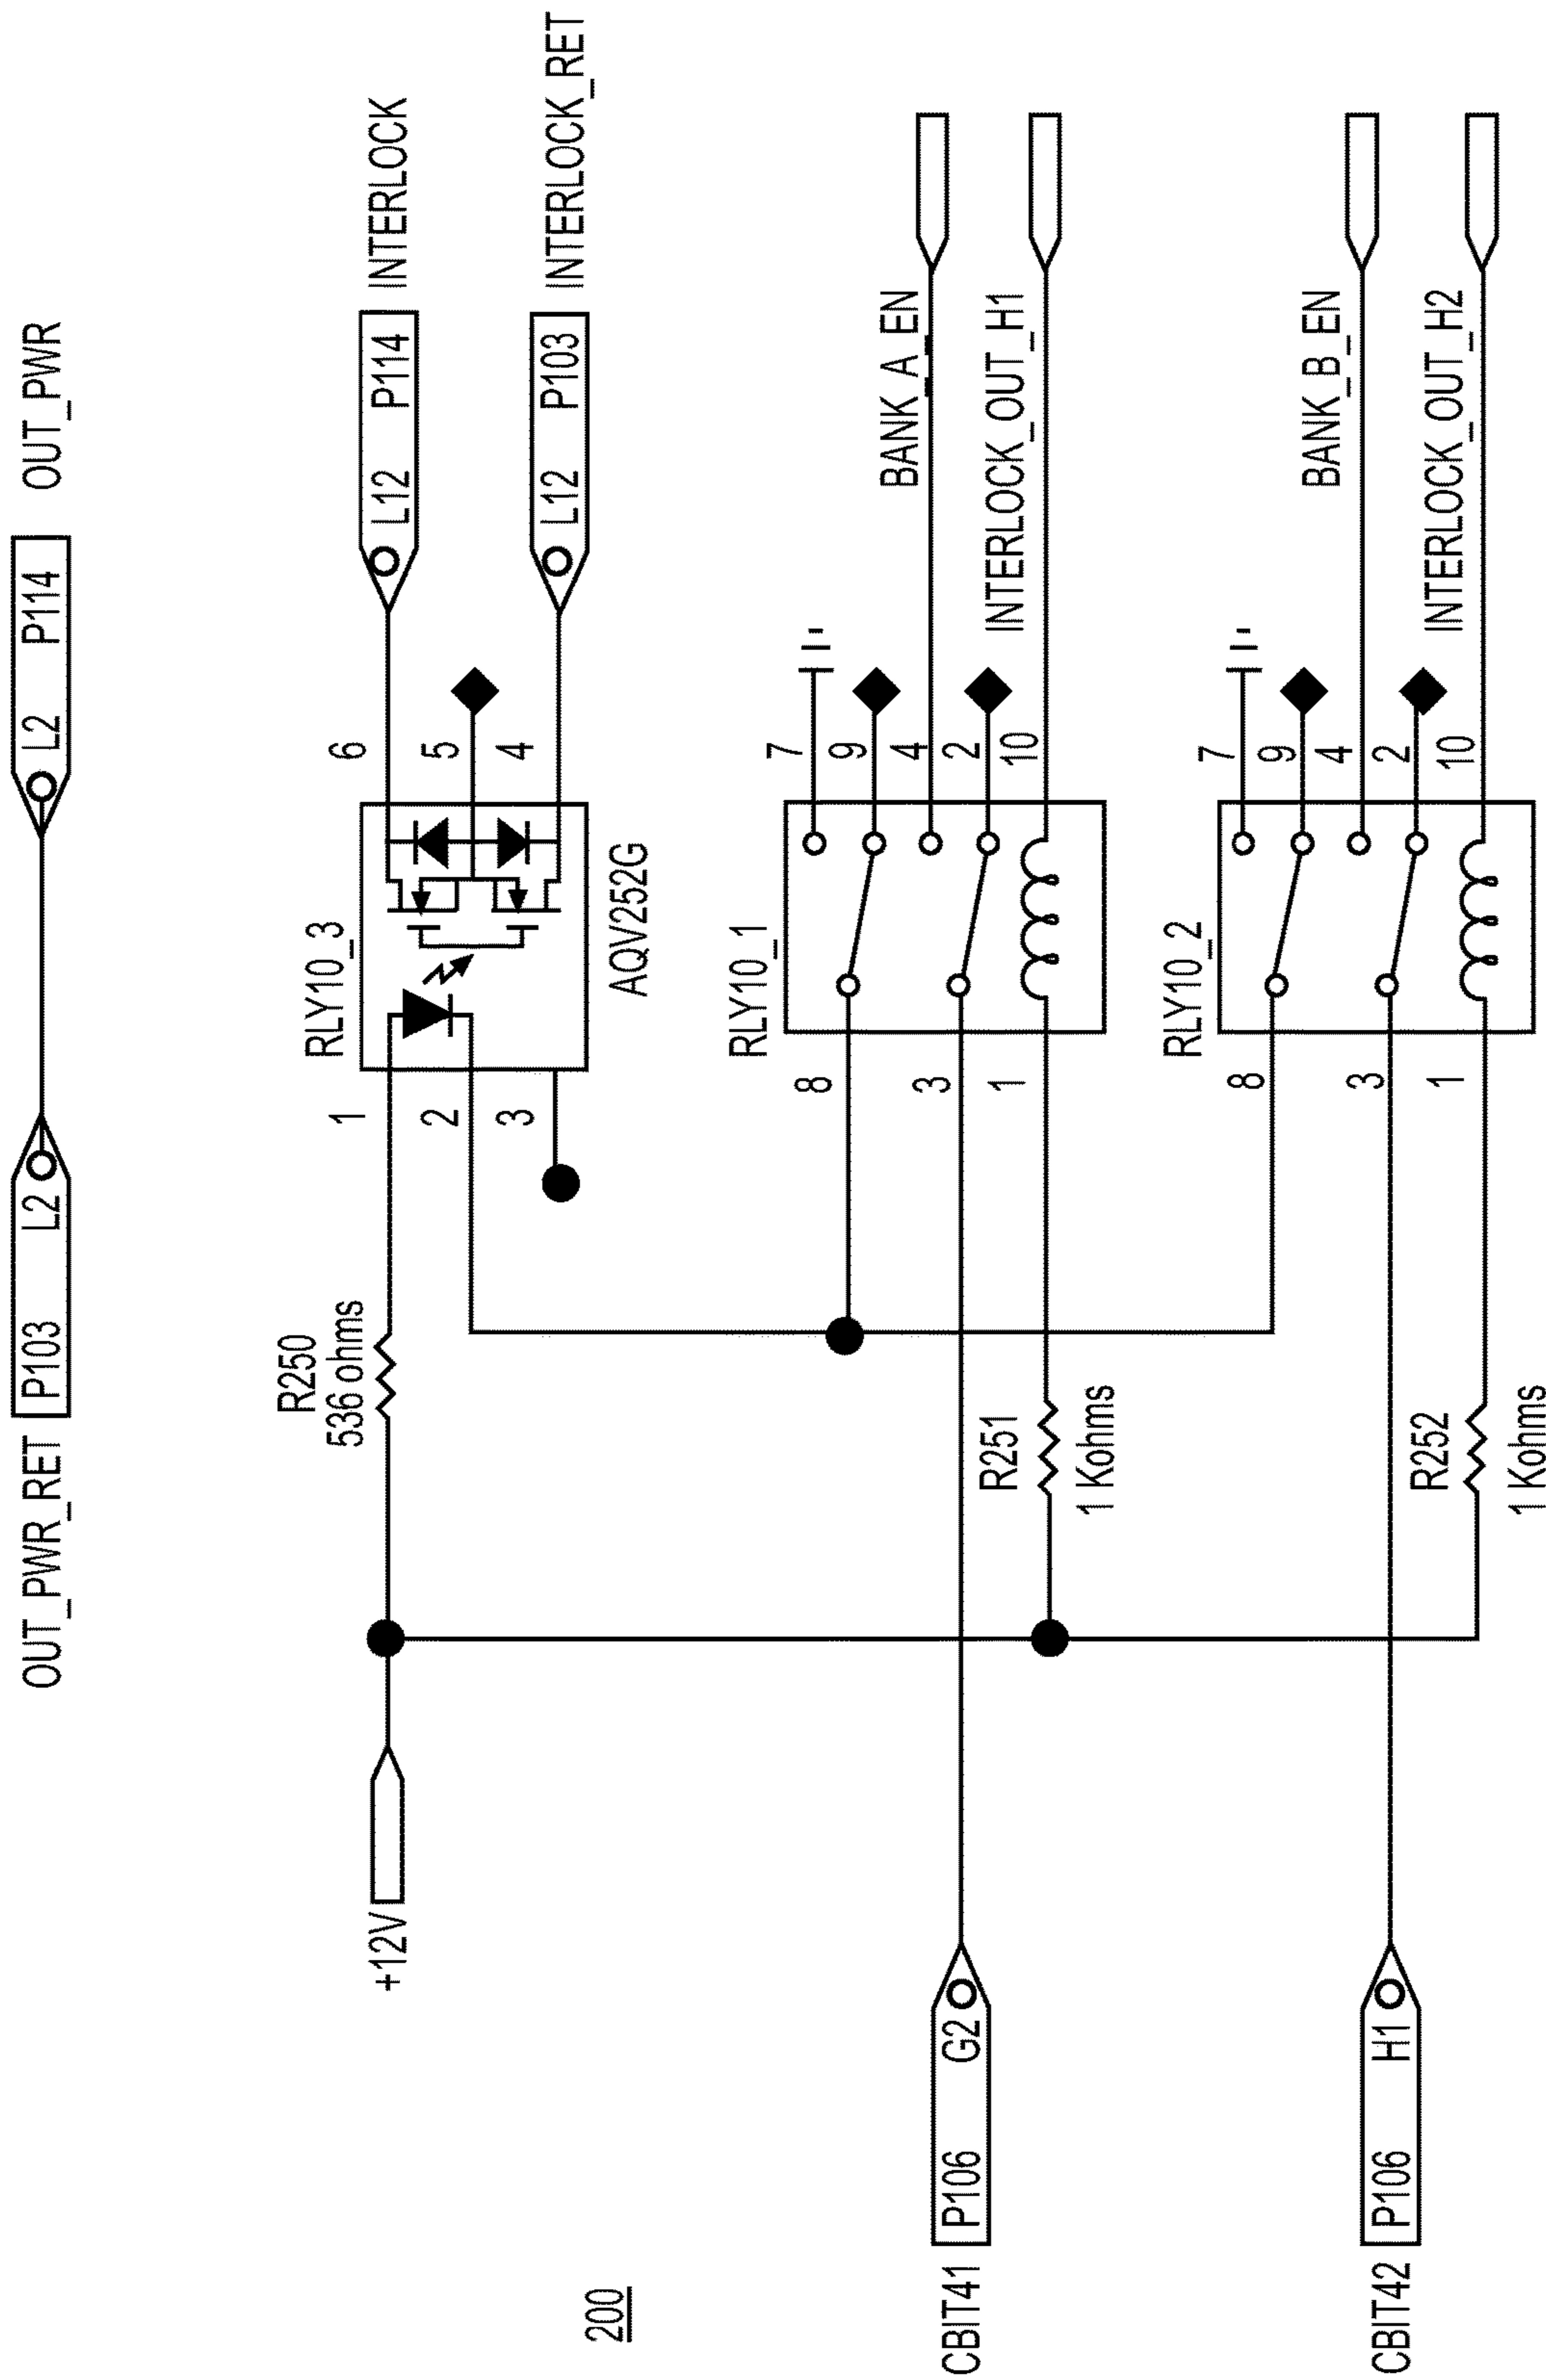 OUT_PWR_RET P103 L2 L2 P114 OUT_PWR
R250
536 ohms
+12V
RLY10_3
1
2
3
6
5
4
L12 P114 INTERLOCK
L12 P103 INTERLOCK_RET
AQV252G
200
RLY10_1
8
3
1
7
9
4
2
10
BANK_A_EN
INTERLOCK_OUT_H1
CBIT41 P106 G2
R251
1 Kohms
RLY10_2
8
3
1
7
9
4
2
10
BANK_B_EN
INTERLOCK_OUT_H2
CBIT42 P106 H1
R252
1 Kohms